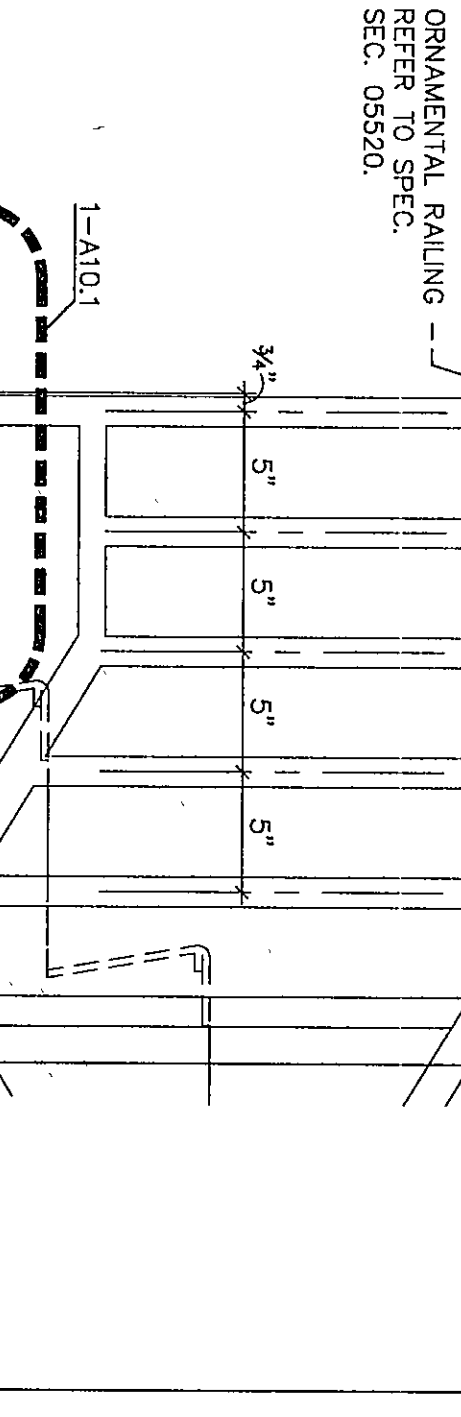 ORNAMENTAL RAILING
REFER TO SPEC.
SEC. 05520.
1-A10.1
3/4"
5"
5"
5"
5"